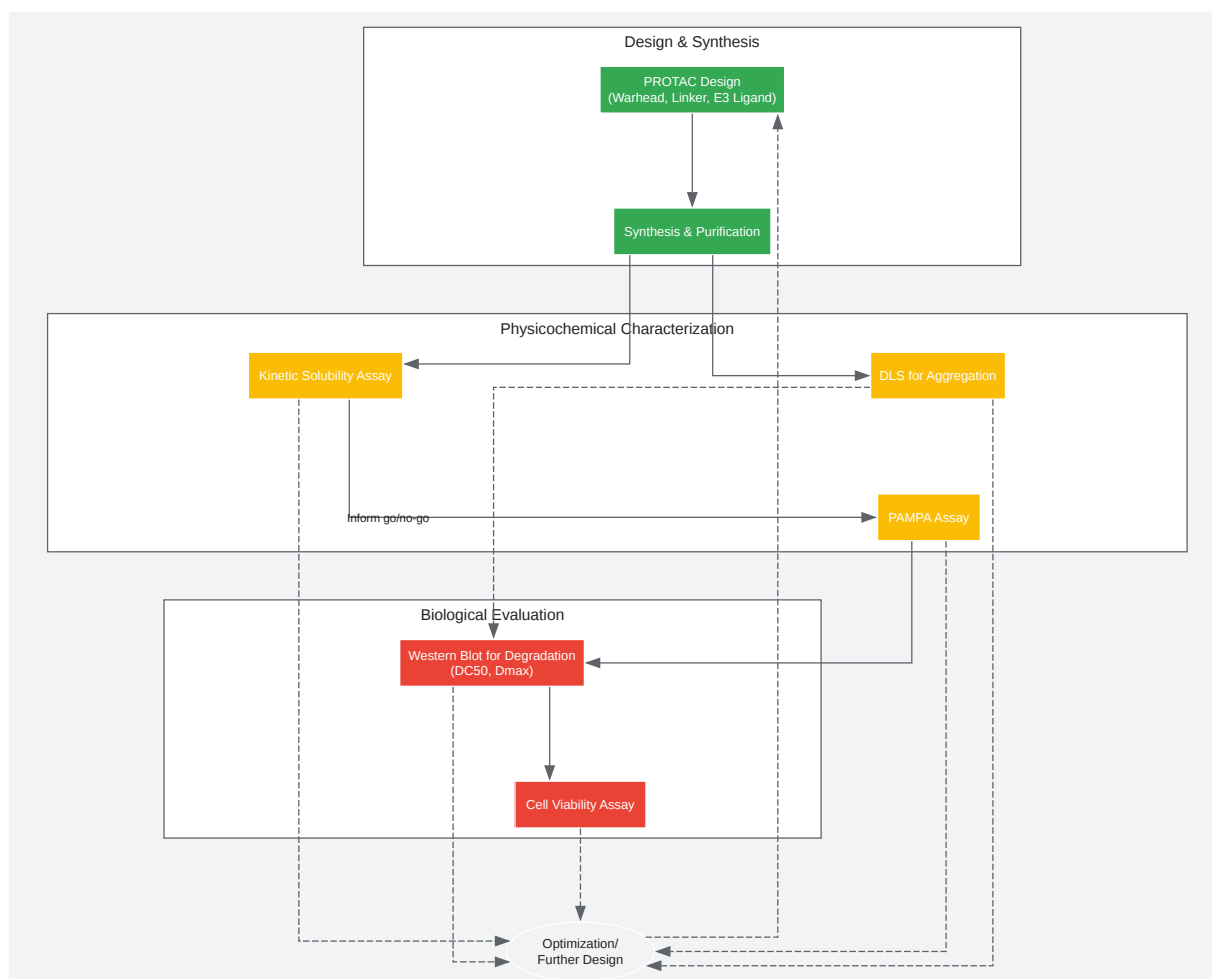 Design & Synthesis
PROTAC Design
(Warhead, Linker, E3 Ligand)
Synthesis & Purification
Physicochemical Characterization
Kinetic Solubility Assay
DLS for Aggregation
Inform go/no-go
PAMPA Assay
Biological Evaluation
Western Blot for Degradation
(DC50, Dmax)
Cell Viability Assay
Optimization/
Further Design